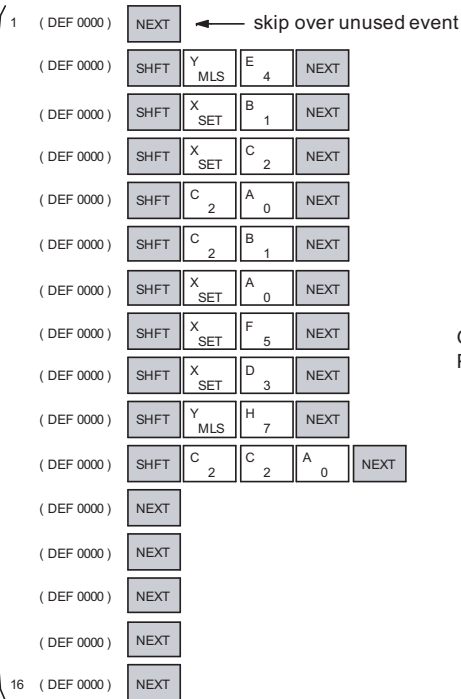 1 ( DEF 0000 ) NEXT skip over unused event
( DEF 0000 ) SHFT Y MLS E 4 NEXT
( DEF 0000 ) SHFT X SET B 1 NEXT
( DEF 0000 ) SHFT X SET C 2 NEXT
( DEF 0000 ) SHFT C 2 A 0 NEXT
( DEF 0000 ) SHFT C 2 B 1 NEXT
( DEF 0000 ) SHFT X SET A 0 NEXT
( DEF 0000 ) SHFT X SET F 5 NEXT
( DEF 0000 ) SHFT X SET D 3 NEXT
( DEF 0000 ) SHFT Y MLS H 7 NEXT
( DEF 0000 ) SHFT C 2 C 2 A 0 NEXT
( DEF 0000 ) NEXT
( DEF 0000 ) NEXT
( DEF 0000 ) NEXT
( DEF 0000 ) NEXT
16 ( DEF 0000 ) NEXT